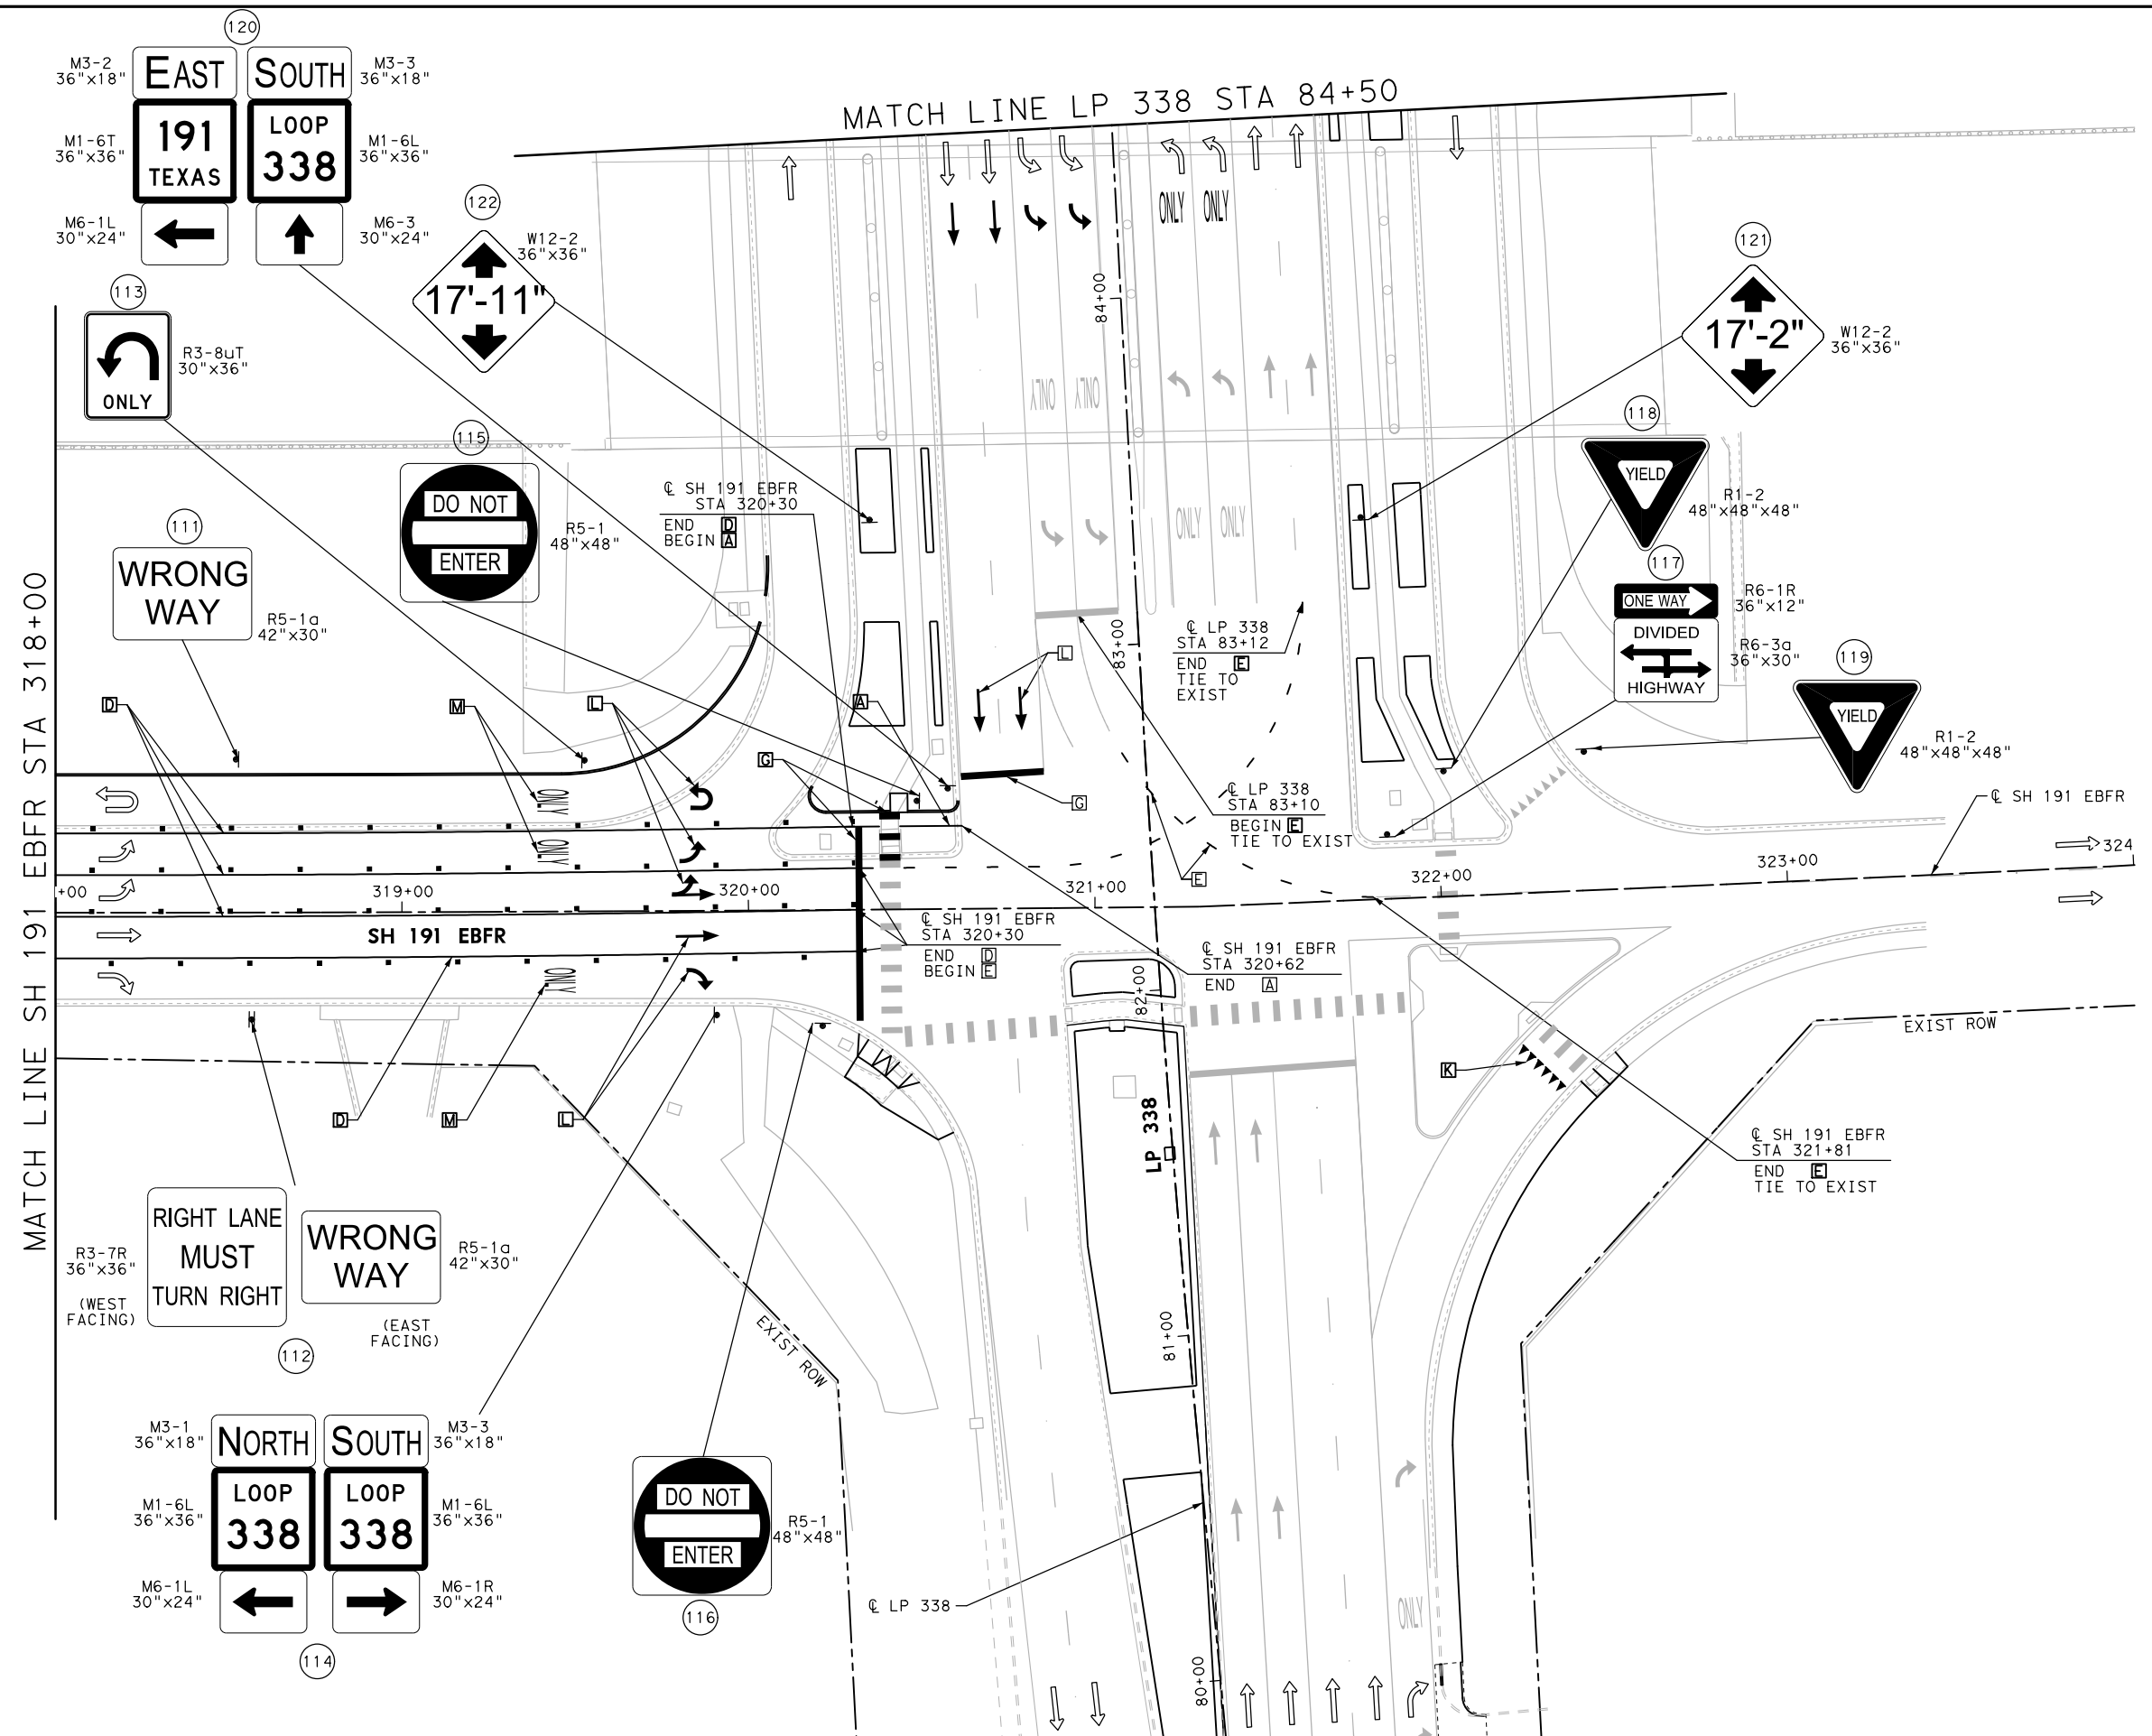 120
M3-2
36"x18"
EAST
SOUTH
M3-3
36"x18"
M1-6T
36"x36"
191
TEXAS
LOOP
338
M1-6L
36"x36"
M6-1L
30"x24"
M6-3
30"x24"
MATCH LINE LP 338 STA 84+50
122
W12-2
36"x36"
17'-11"
121
17'-2"
W12-2
36"x36"
113
R3-8uT
30"x36"
ONLY
ONLY
ONLY
84+00
ONLY
ONLY
118
YIELD
R1-2
48"x48"x48"
115
DO NOT
ENTER
R5-1
48"x48"
℄ SH 191 EBFR
STA 320+30
END D
BEGIN A
ONLY
ONLY
111
WRONG
WAY
R5-1a
42"x30"
117
ONE WAY
R6-1R
36"x12"
DIVIDED
HIGHWAY
R6-3a
36"x30"
119
YIELD
R1-2
48"x48"x48"
83+00
℄ LP 338
STA 83+12
END E
TIE TO
EXIST
L
D
M
L
A
G
G
℄ LP 338
STA 83+10
BEGIN E
TIE TO EXIST
℄ SH 191 EBFR
MATCH LINE SH 191 EBFR STA 318+00
ONLY
ONLY
E
+00
319+00
320+00
321+00
322+00
323+00
324
SH 191 EBFR
℄ SH 191 EBFR
STA 320+30
END D
BEGIN E
℄ SH 191 EBFR
STA 320+62
END A
ONLY
82+00
EXIST ROW
K
D
M
L
LP 338
℄ SH 191 EBFR
STA 321+81
END E
TIE TO EXIST
R3-7R
36"x36"
(WEST
FACING)
RIGHT LANE
MUST
TURN RIGHT
WRONG
WAY
R5-1a
42"x30"
(EAST
FACING)
112
EXIST ROW
81+00
M3-1
36"x18"
NORTH
SOUTH
M3-3
36"x18"
M1-6L
36"x36"
LOOP
338
LOOP
338
M1-6L
36"x36"
M6-1L
30"x24"
M6-1R
30"x24"
114
DO NOT
ENTER
R5-1
48"x48"
116
℄ LP 338
ONLY
80+00